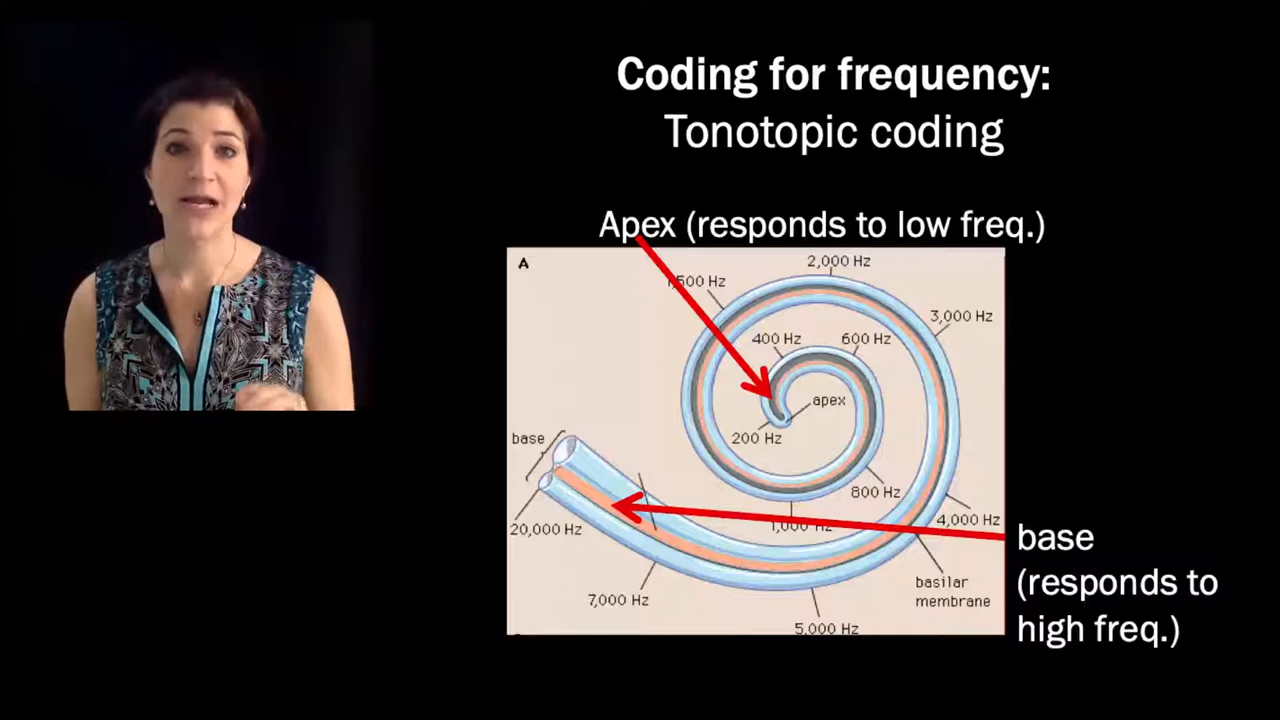 Coding for frequency:
Tonotopic coding
Apex (responds to low freq.)
A
2,000 Hz
1,500 Hz
3,000 Hz
400 Hz
600 Hz
apex
200 Hz
base
800 Hz
20,000 Hz
1,000 Hz
4,000 Hz
base
(responds to
high freq.)
basilar
membrane
7,000 Hz
5,000 Hz